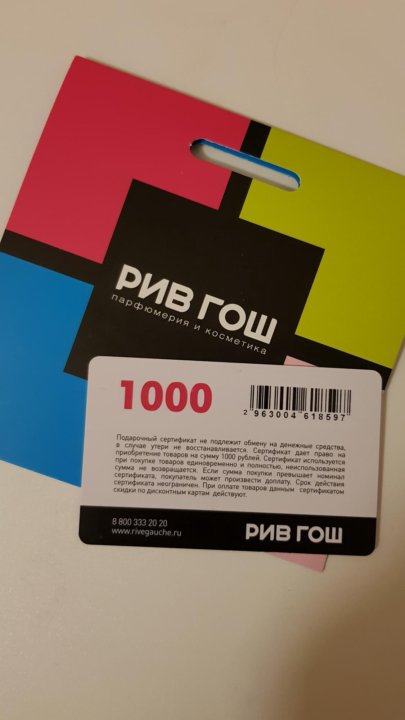 РИВ ГОШ
парфюмерия и косметика
1000
2 963004 618597
Подарочный сертификат не подлежит обмену на денежные средства,
в случае утери не восстанавливается. Сертификат дает право на
приобретение товаров на сумму 1000 рублей. Сертификат используется
при покупке товаров единовременно и полностью, неиспользованная
сумма не возвращается. Если сумма покупки превышает номинал
сертификата, покупатель может произвести доплату. Срок действия
сертификата неограничен. При оплате товаров данным сертификатом
скидки по дисконтным картам действуют.
8 800 333 20 20
www.rivegauche.ru
РИВ ГОШ